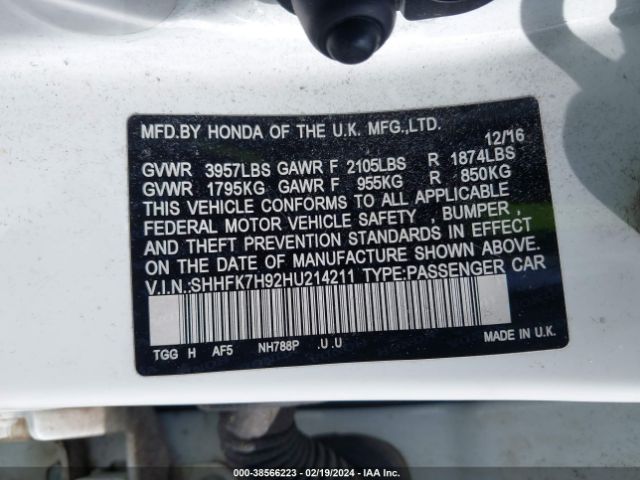 MFD.BY HONDA OF THE U.K. MFG.,LTD.
12/16
GVWR 3957LBS GAWR F 2105LBS R 1874LBS
GVWR 1795KG GAWR F 955KG R 850KG
THIS VEHICLE CONFORMS TO ALL APPLICABLE
FEDERAL MOTOR VEHICLE SAFETY , BUMPER ,
AND THEFT PREVENTION STANDARDS IN EFFECT
ON THE DATE OF MANUFACTURE SHOWN ABOVE.
V.I.N.:SHHFK7H92HU214211 TYPE:PASSENGER CAR
MADE IN U.K.
TGG H AF5 NH788P .U .U
000-38566223 - 02/19/2024 - IAA Inc.